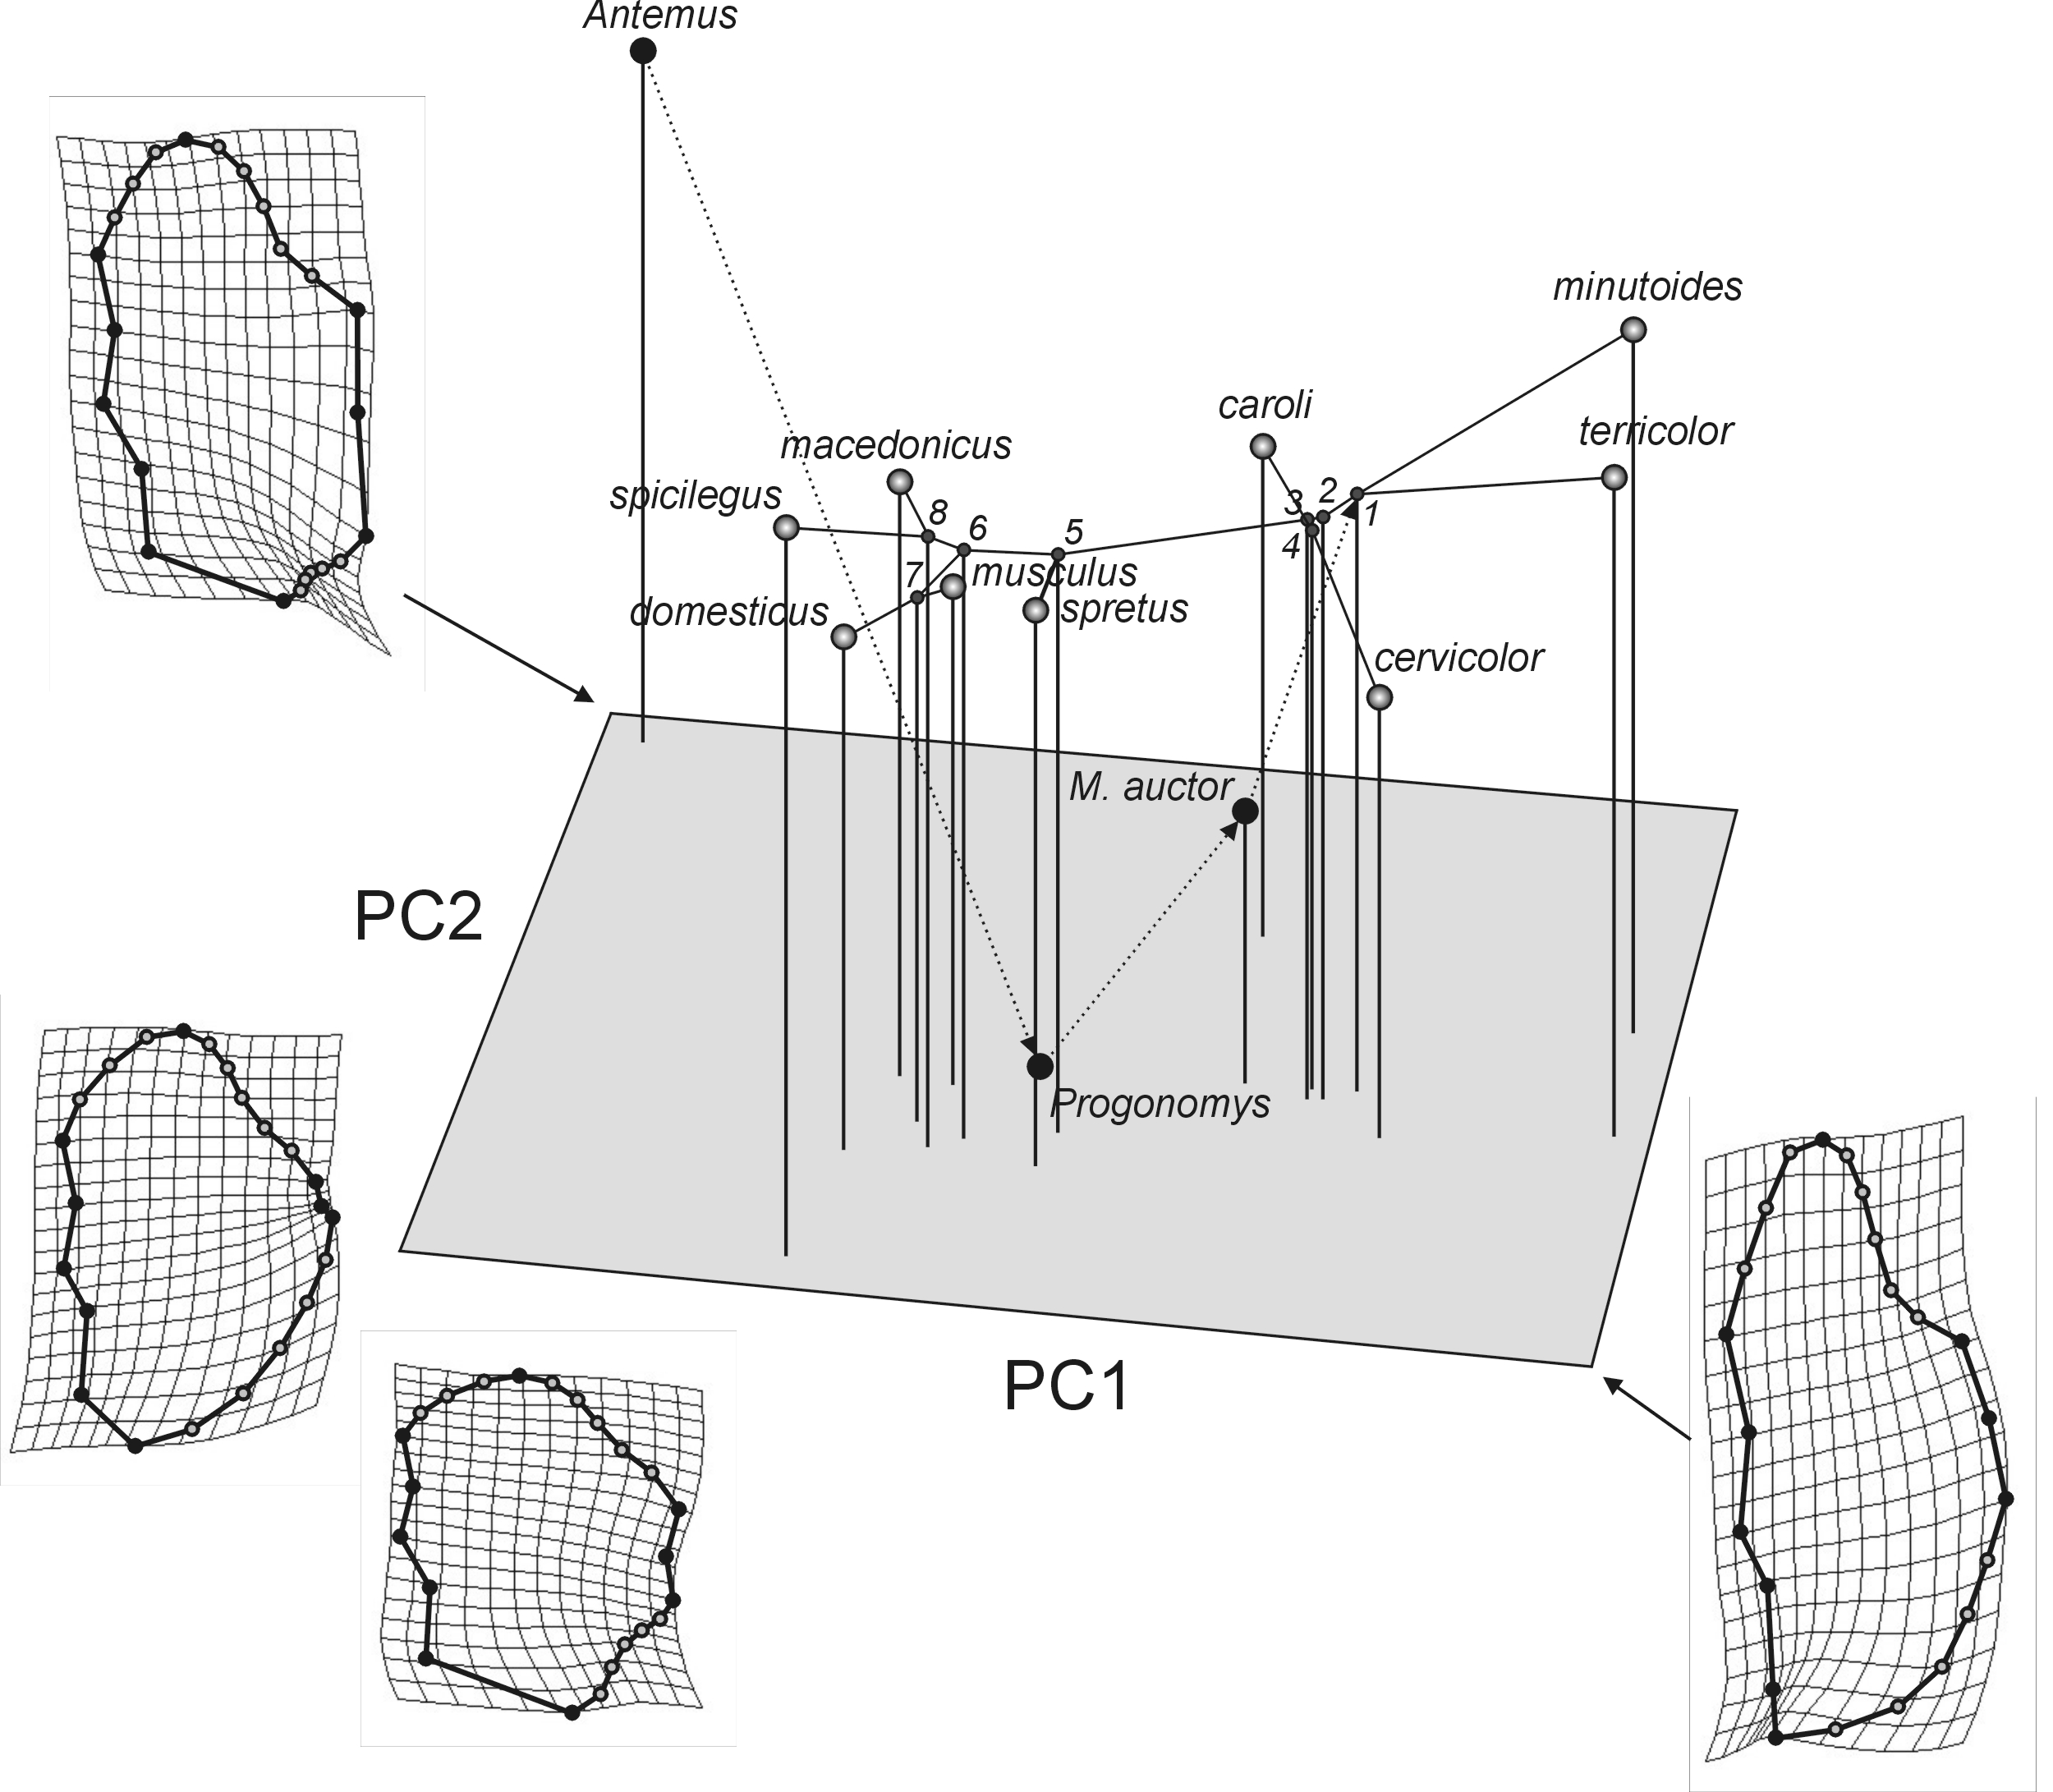 Antemus
minutoides
caroli
terricolor
macedonicus
spicilegus
8
6
5
3
2
1
4
7
musculus
domesticus
spretus
cervicolor
M. auctor
PC2
Progonomys
PC1